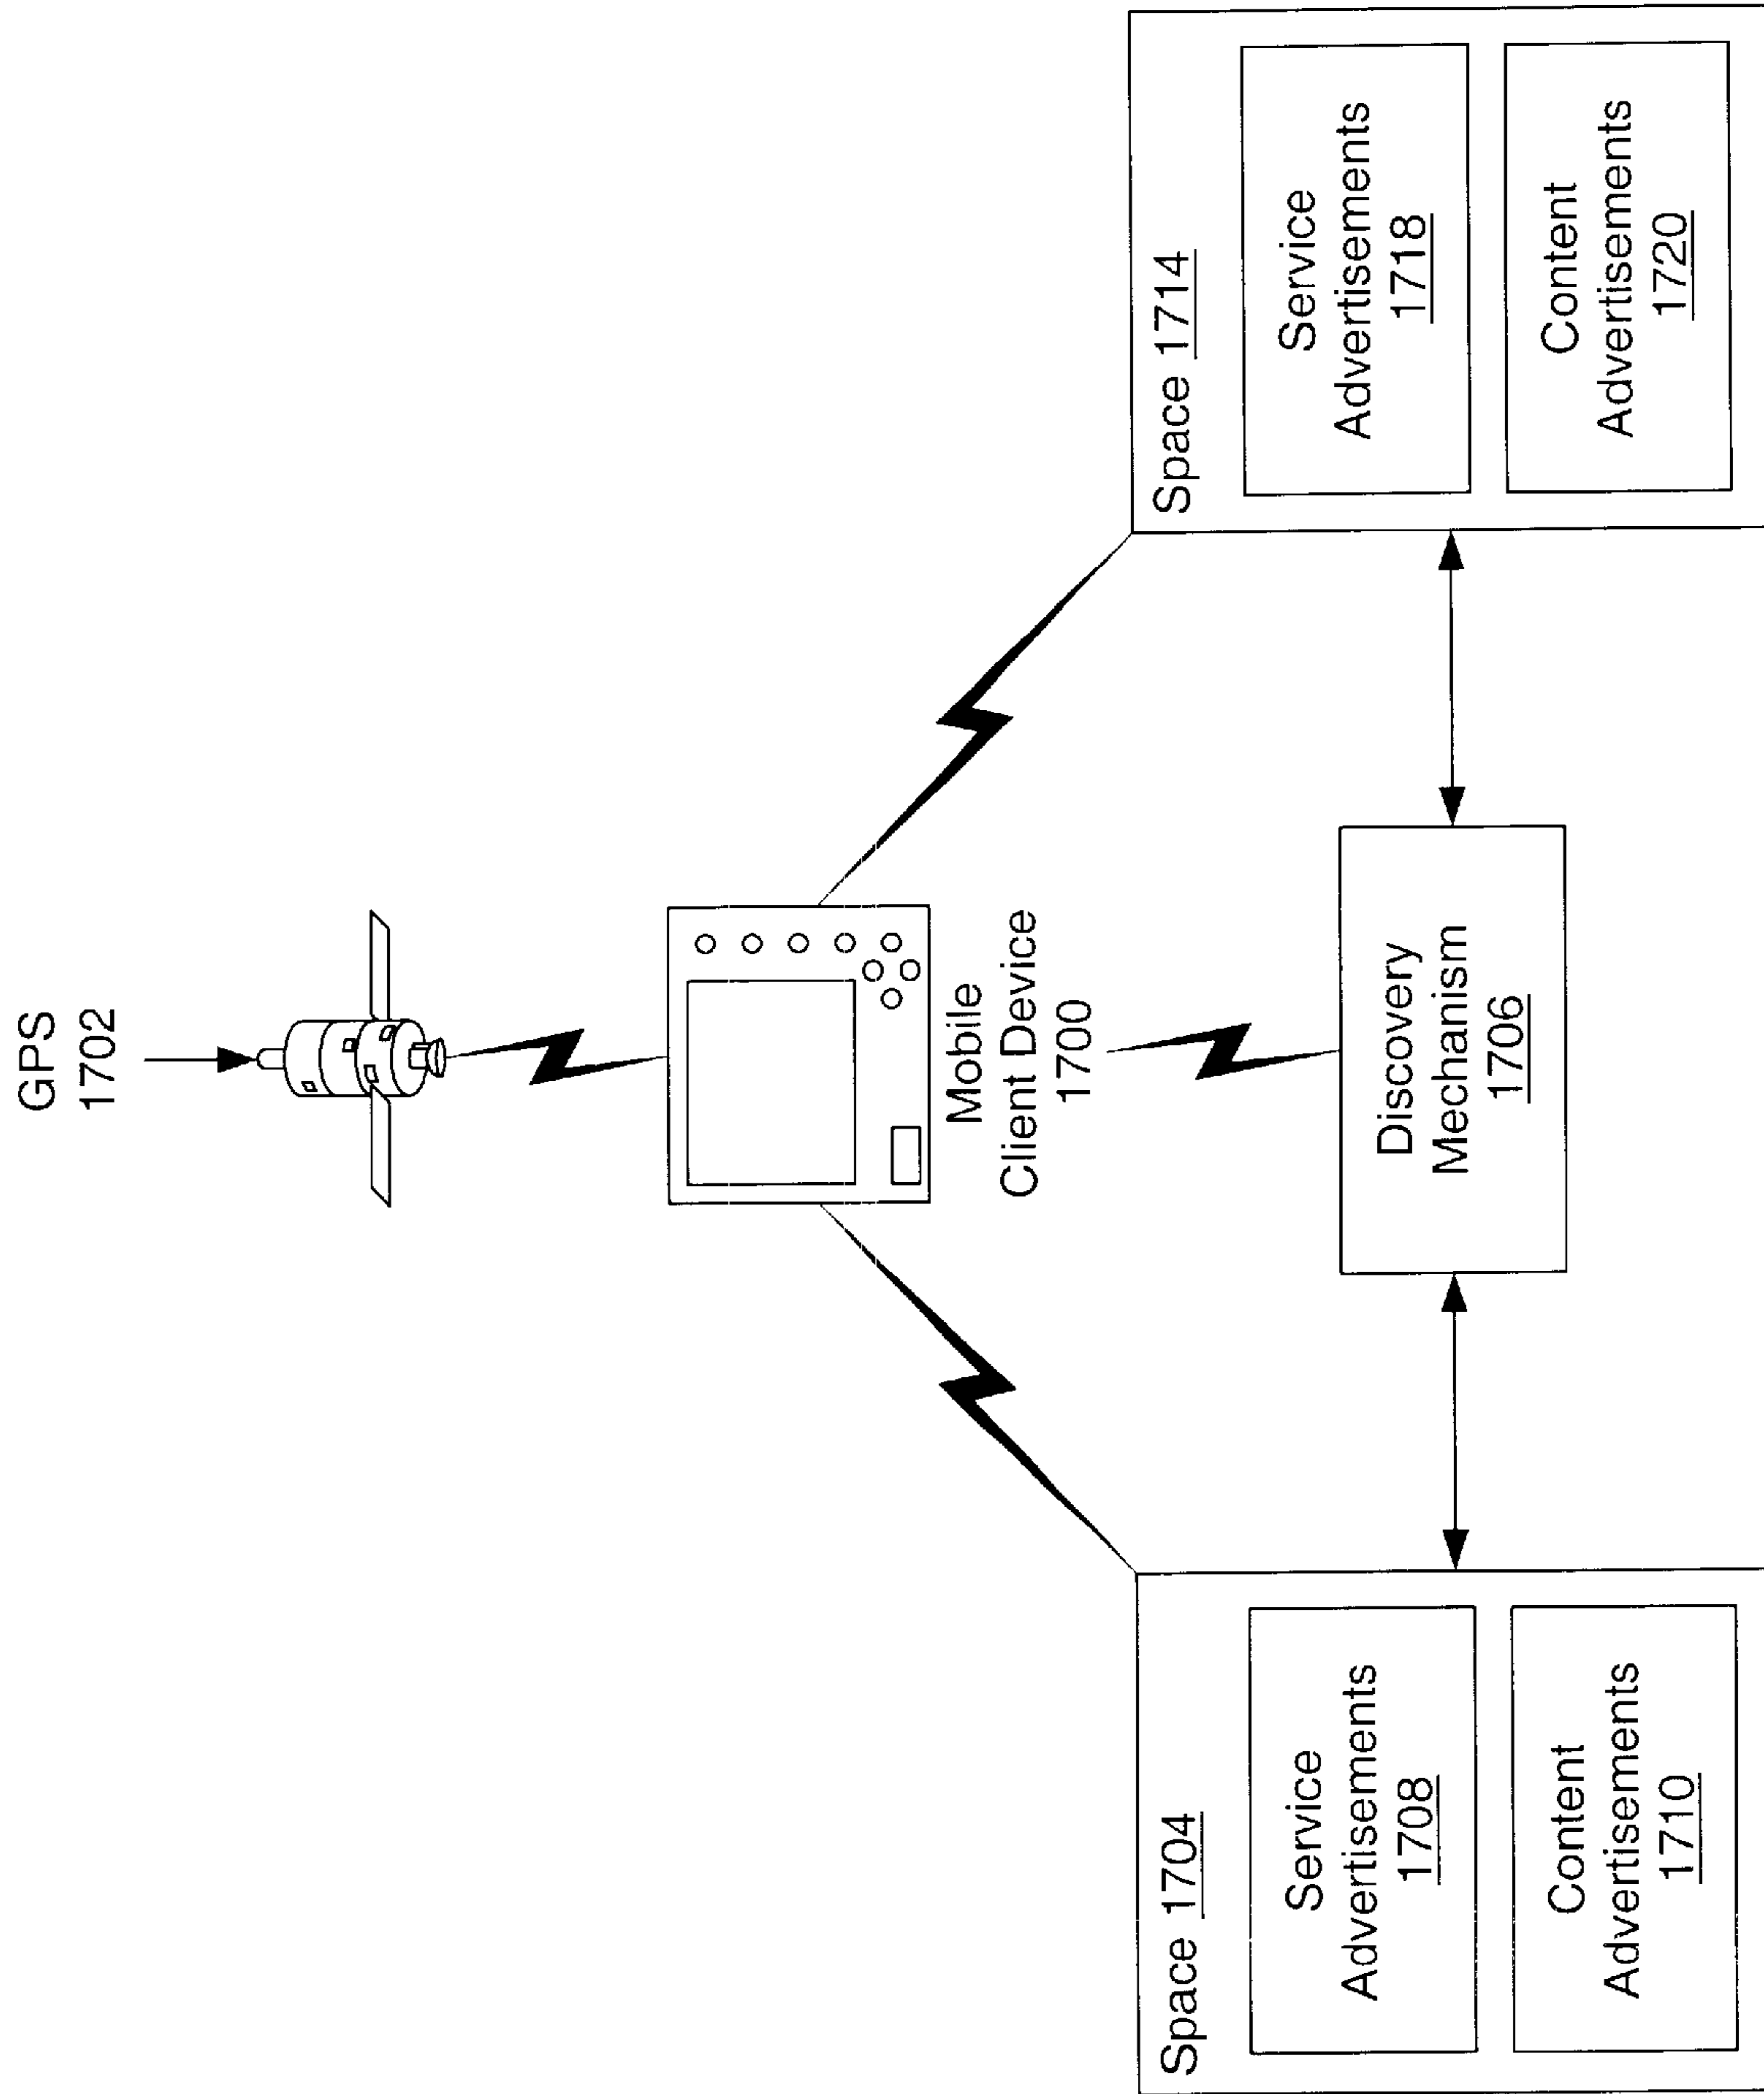 GPS
1702
Mobile
Client Device
1700
Discovery
Mechanism
1706
Space 1704
Service
Advertisements
1708
Content
Advertisements
1710
Space 1714
Service
Advertisements
1718
Content
Advertisements
1720